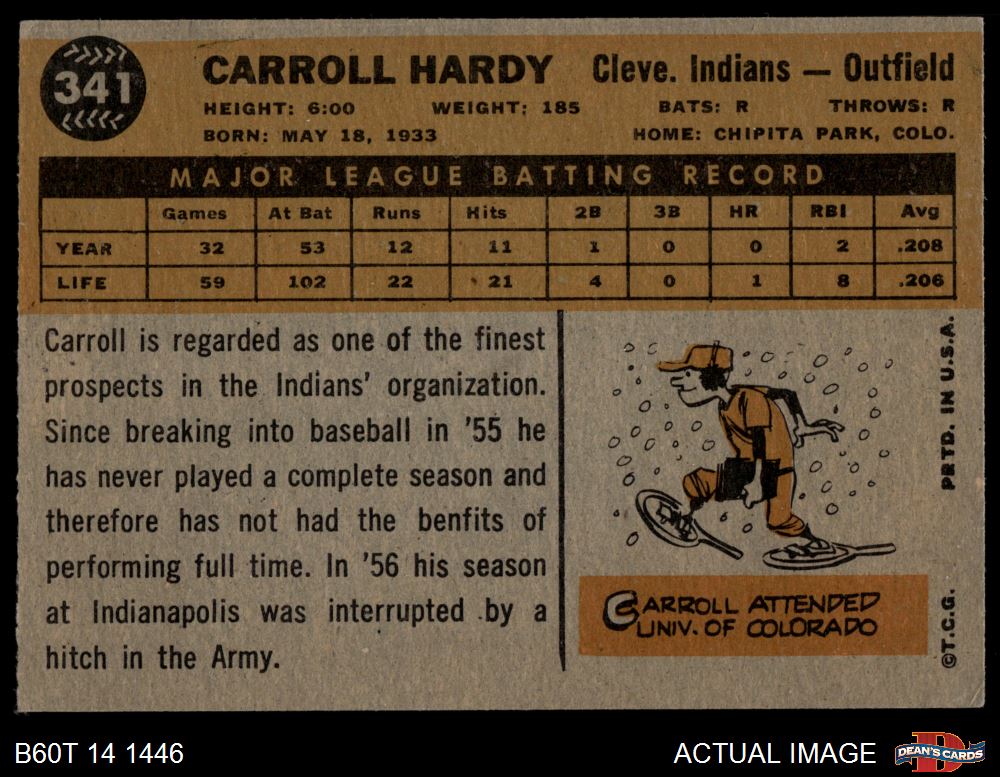 341
CARROLL HARDY Cleve. Indians — Outfield
HEIGHT: 6:00 WEIGHT: 185 BATS: R THROWS: R
BORN: MAY 18, 1933 HOME: CHIPITA PARK, COLO.
MAJOR LEAGUE BATTING RECORD
Games At Bat Runs Hits 2B 3B HR RBI Avg
YEAR 32 53 12 11 1 0 0 2 .208
LIFE 59 102 22 21 4 0 1 8 .206
Carroll is regarded as one of the finest
prospects in the Indians' organization.
Since breaking into baseball in '55 he
has never played a complete season and
therefore has not had the benfits of
performing full time. In '56 his season
at Indianapolis was interrupted by a
hitch in the Army.
CARROLL ATTENDED
UNIV. OF COLORADO
PRTD. IN U.S.A.
©T.C.G.
B60T 14 1446
ACTUAL IMAGE
D
DEAN'S CARDS